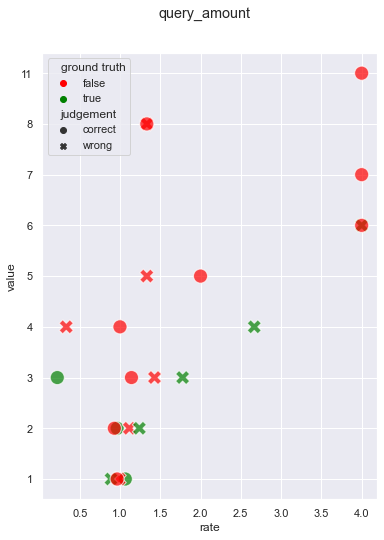 query_amount
ground truth
false
true
judgement
correct
wrong
11
8
7
6
5
4
3
2
1
value
0.5 1.0 1.5 2.0 2.5 3.0 3.5 4.0
rate